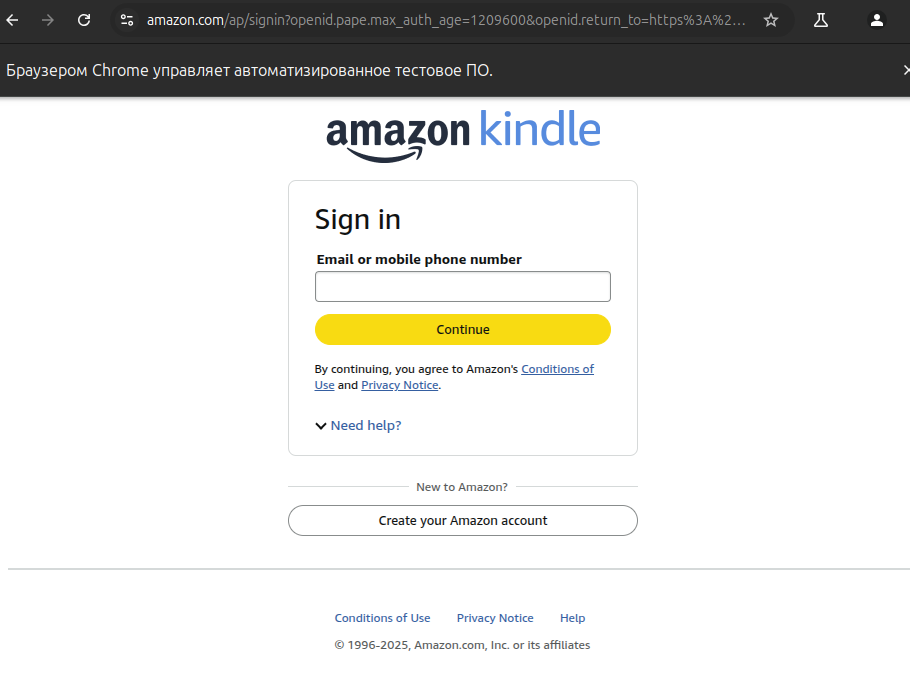 amazon.com/ap/signin?openid.pape.max_auth_age=1209600&openid.return_to=https%3A%2...
Браузером Chrome управляет автоматизированное тестовое ПО.
amazon kindle
Sign in
Email or mobile phone number
Continue
By continuing, you agree to Amazon's Conditions of
Use and Privacy Notice.
Need help?
New to Amazon?
Create your Amazon account
Conditions of Use Privacy Notice Help
© 1996-2025, Amazon.com, Inc. or its affiliates